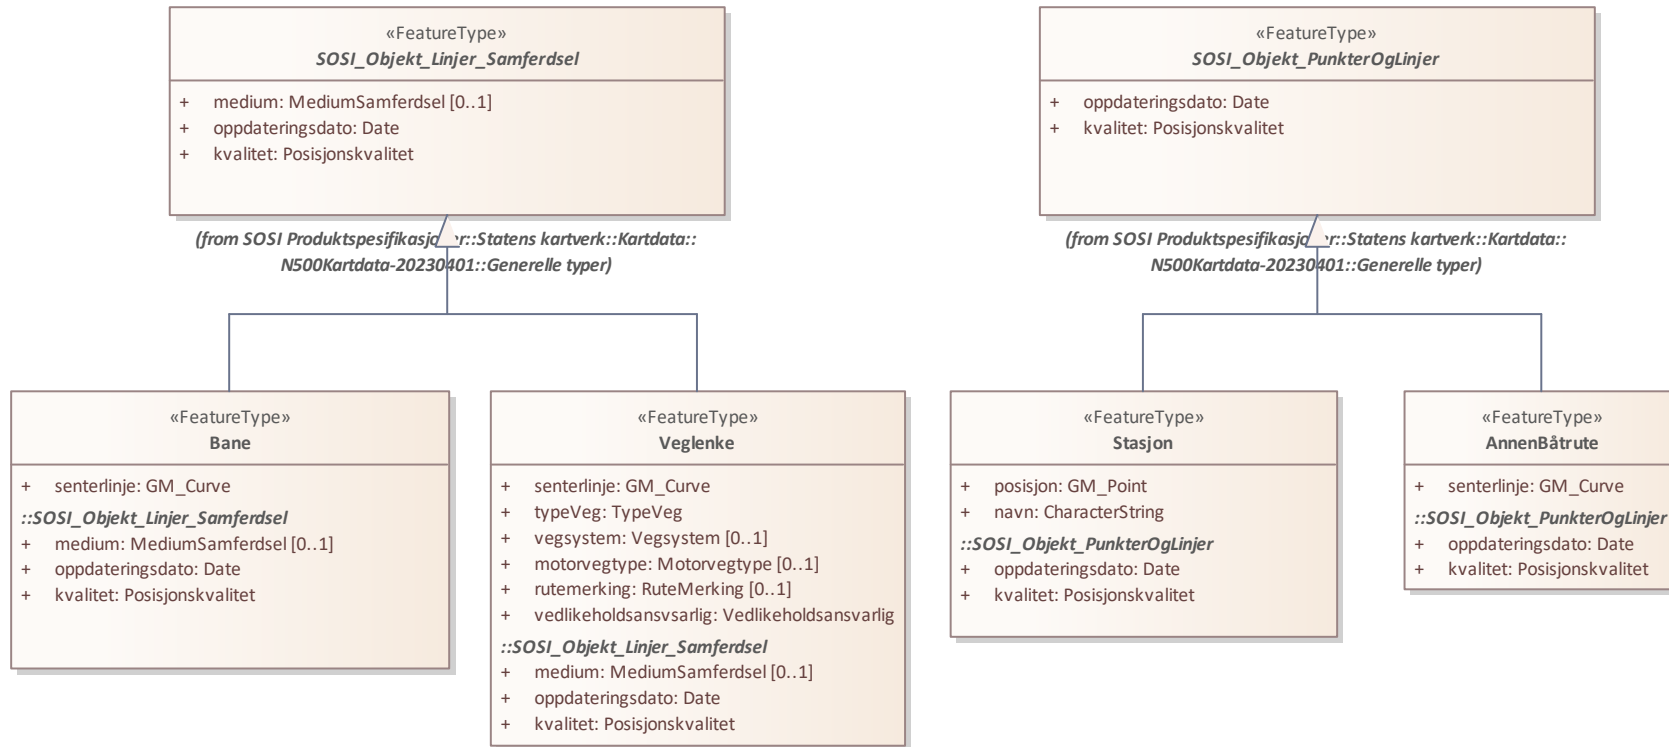 «FeatureType»
SOSI_Objekt_Linjer_Samferdsel
+ medium: MediumSamferdsel [0..1]
+ oppdateringsdato: Date
+ kvalitet: Posisjonskvalitet
(from SOSI Produktspesifikasjoner::Statens kartverk::Kartdata::
N500Kartdata-20230401::Generelle typer)
«FeatureType»
SOSI_Objekt_PunkterOgLinjer
+ oppdateringsdato: Date
+ kvalitet: Posisjonskvalitet
(from SOSI Produktspesifikasjoner::Statens kartverk::Kartdata::
N500Kartdata-20230401::Generelle typer)
«FeatureType»
Bane
+ senterlinje: GM_Curve
::SOSI_Objekt_Linjer_Samferdsel
+ medium: MediumSamferdsel [0..1]
+ oppdateringsdato: Date
+ kvalitet: Posisjonskvalitet
«FeatureType»
Veglenke
+ senterlinje: GM_Curve
+ typeVeg: TypeVeg
+ vegsystem: Vegsystem [0..1]
+ motorvegtype: Motorvegtype [0..1]
+ rutemerking: RuteMerking [0..1]
+ vedlikeholdsansvsarlig: Vedlikeholdsansvarlig
::SOSI_Objekt_Linjer_Samferdsel
+ medium: MediumSamferdsel [0..1]
+ oppdateringsdato: Date
+ kvalitet: Posisjonskvalitet
«FeatureType»
Stasjon
+ posisjon: GM_Point
+ navn: CharacterString
::SOSI_Objekt_PunkterOgLinjer
+ oppdateringsdato: Date
+ kvalitet: Posisjonskvalitet
«FeatureType»
AnnenBåtrute
+ senterlinje: GM_Curve
::SOSI_Objekt_PunkterOgLinjer
+ oppdateringsdato: Date
+ kvalitet: Posisjonskvalitet